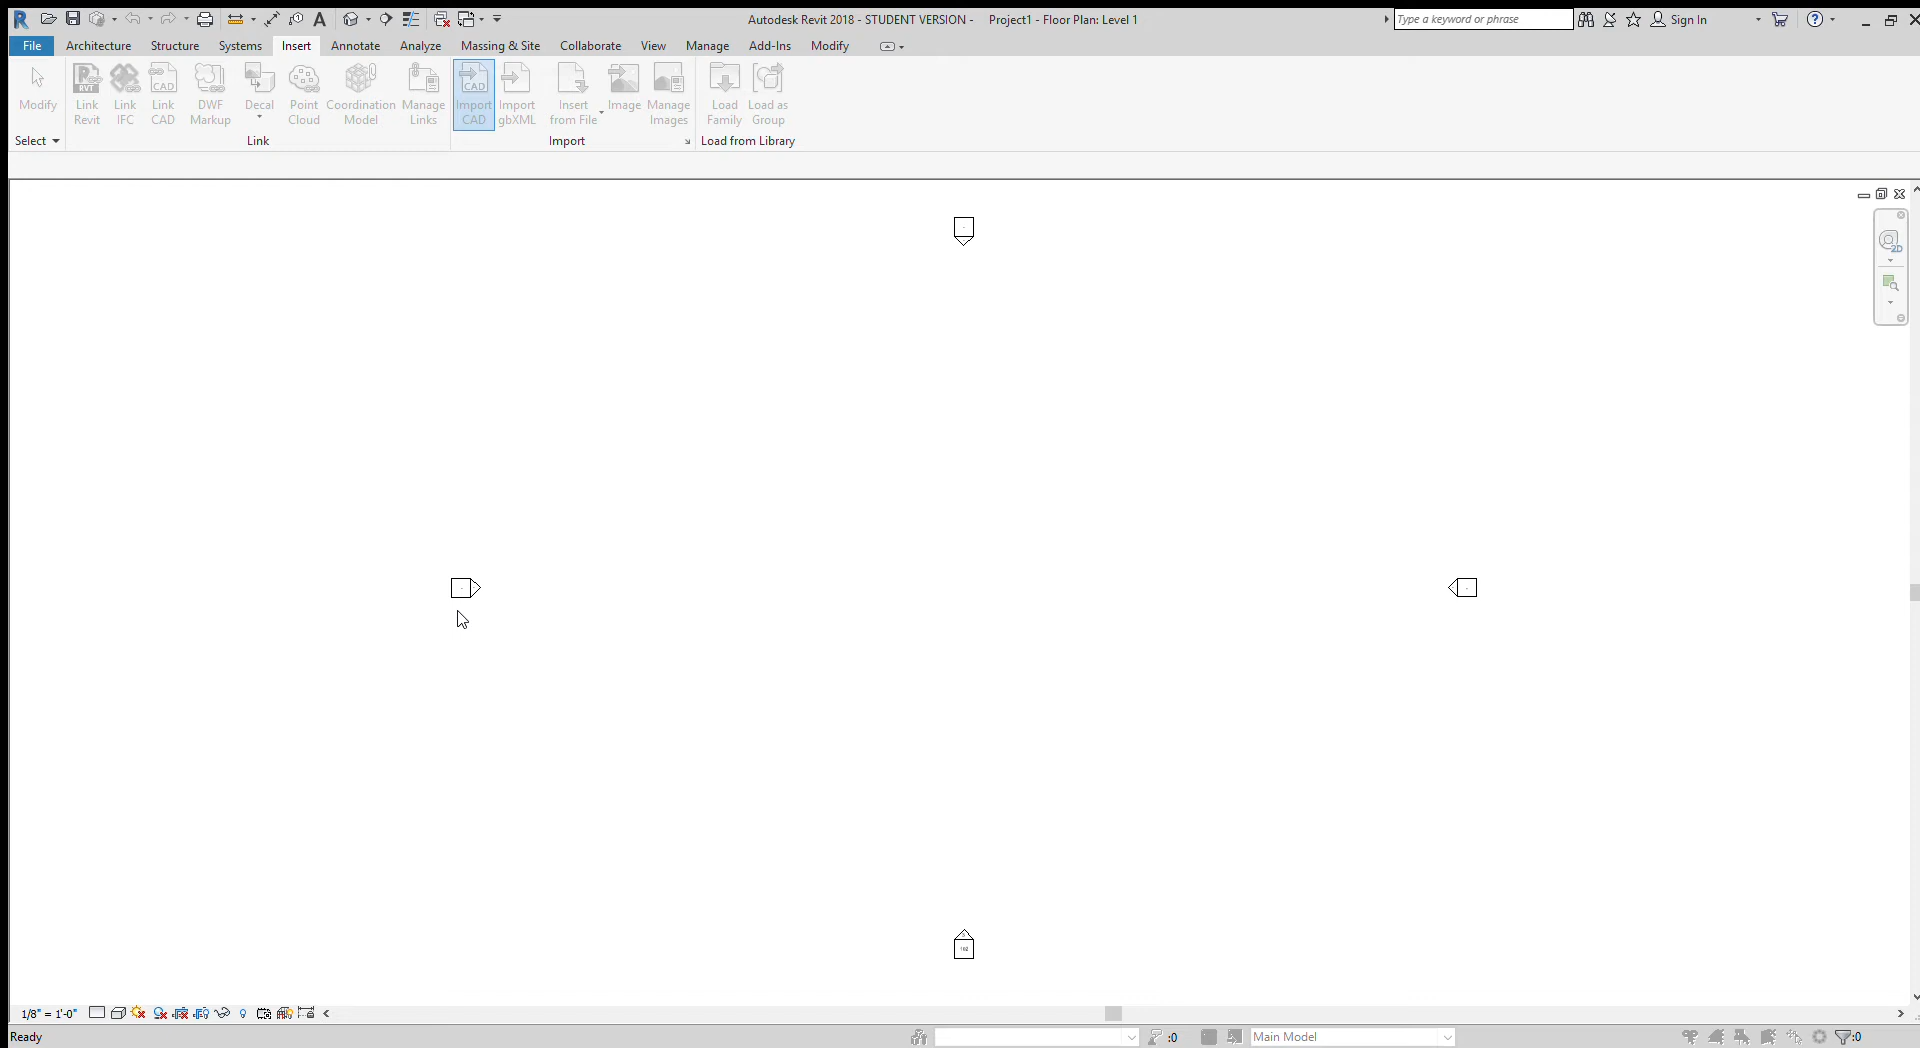 Autodesk Revit 2018 - STUDENT VERSION - Project1 - Floor Plan: Level 1
Type a keyword or phrase
Sign In
File Architecture Structure Systems Insert Annotate Analyze Massing & Site Collaborate View Manage Add-Ins Modify
Modify
Link Revit
Link IFC
Link CAD
DWF Markup
Decal
Point Cloud
Coordination Model
Manage Links
Import CAD
Import gbXML
Insert from File
Image
Manage Images
Load Family
Load as Group
Select
Link
Import
Load from Library
2D
1/8" = 1'-0"
Ready
:0
Main Model
:0